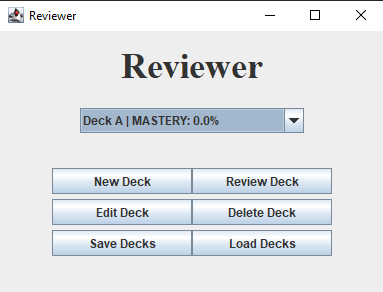 Reviewer
Reviewer
Deck A | MASTERY: 0.0%
New Deck Review Deck
Edit Deck Delete Deck
Save Decks Load Decks